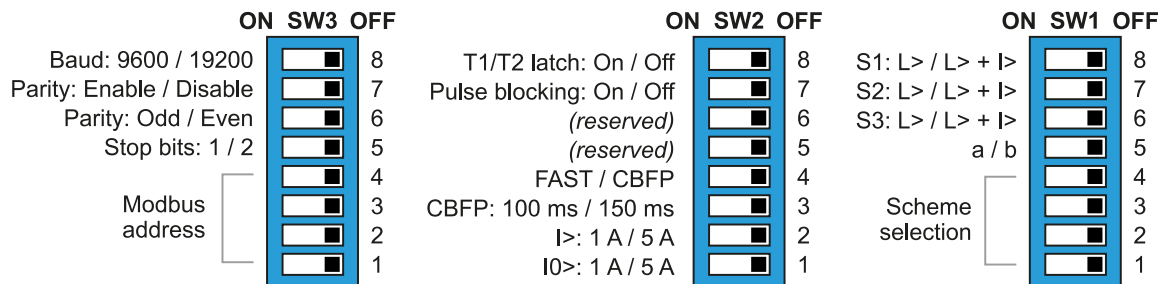 ON SW3 OFF
Baud: 9600 / 19200 8
Parity: Enable / Disable 7
Parity: Odd / Even 6
Stop bits: 1 / 2 5
4
Modbus 3
address 2
1
ON SW2 OFF
T1/T2 latch: On / Off 8
Pulse blocking: On / Off 7
(reserved) 6
(reserved) 5
FAST / CBFP 4
CBFP: 100 ms / 150 ms 3
I>: 1 A / 5 A 2
I0>: 1 A / 5 A 1
ON SW1 OFF
S1: L> / L> + I> 8
S2: L> / L> + I> 7
S3: L> / L> + I> 6
a / b 5
4
Scheme 3
selection 2
1